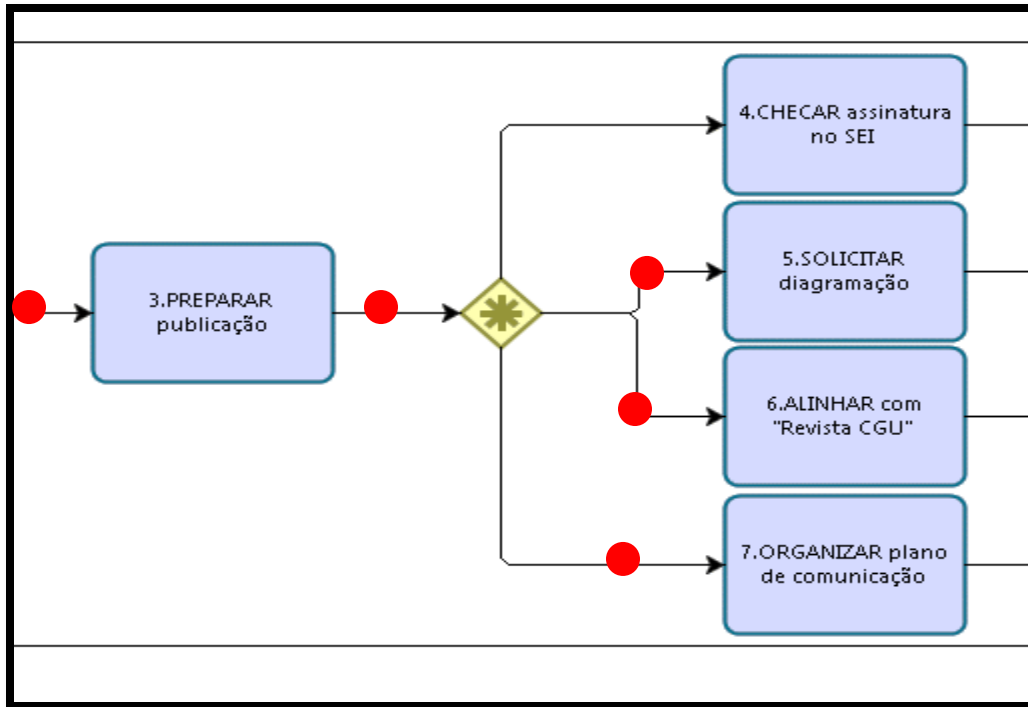 4.CHECAR assinatura
no SEI
3.PREPARAR
publicação
5.SOLICITAR
diagramação
6.ALINHAR com
"Revista CGU"
7.ORGANIZAR plano
de comunicação